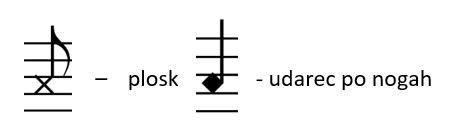 – plosk - udarec po nogah